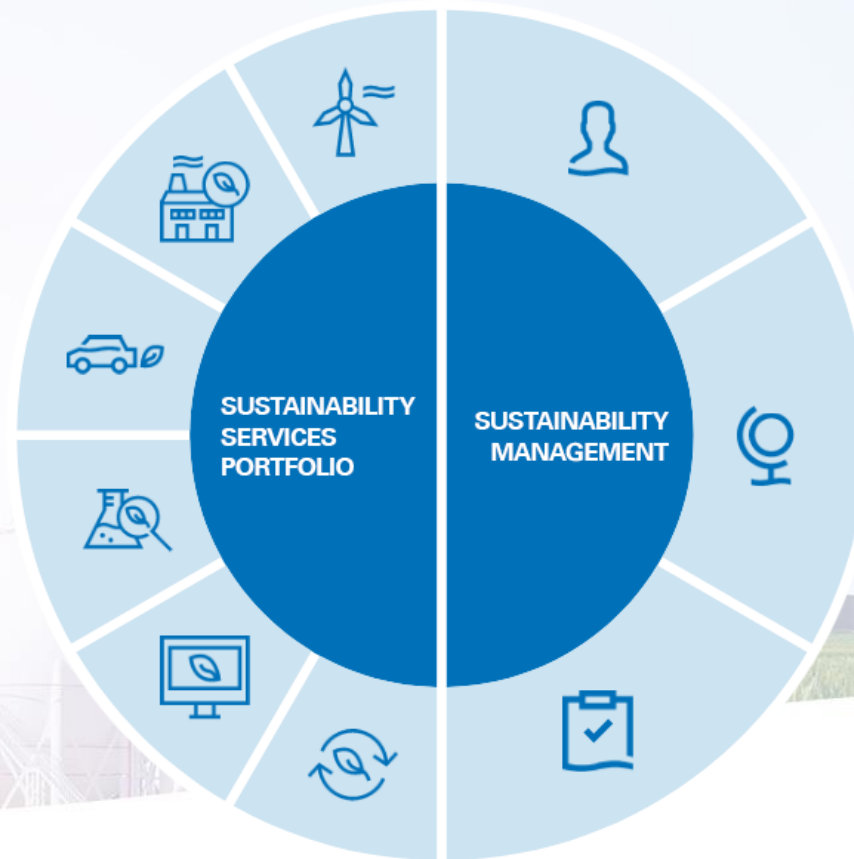 SUSTAINABILITY
SERVICES
PORTFOLIO
SUSTAINABILITY
MANAGEMENT